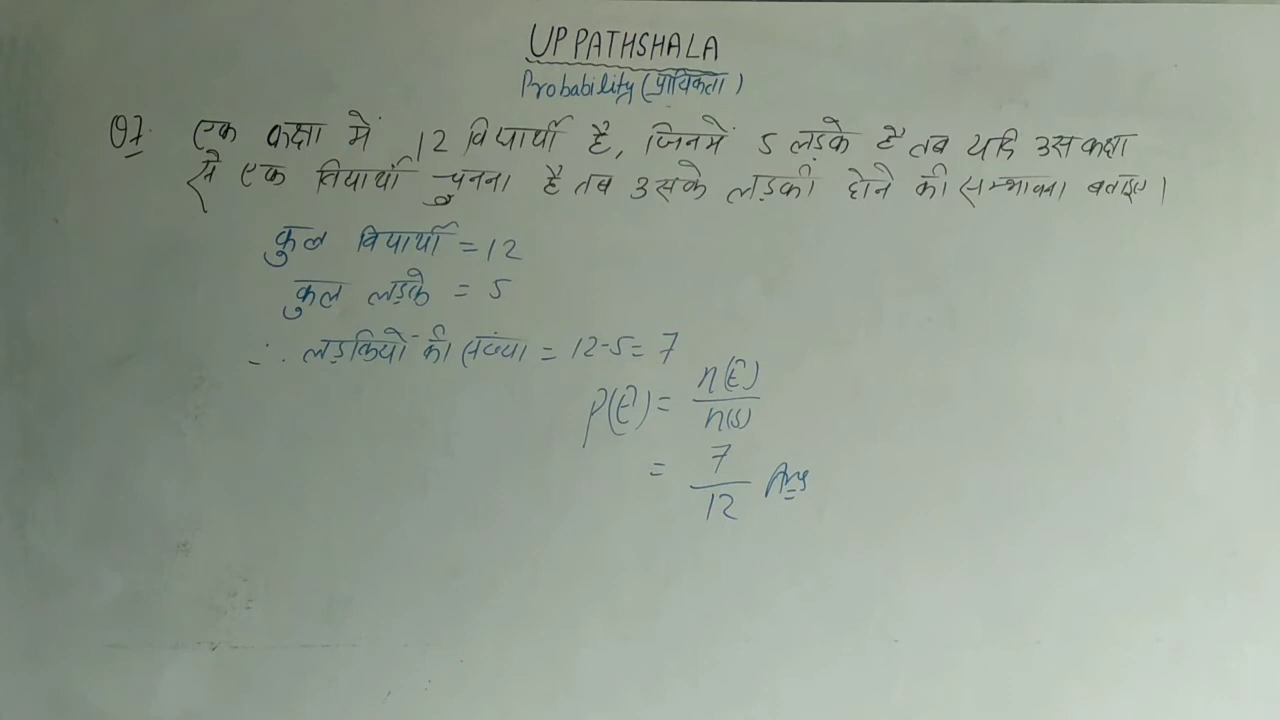 UP PATHSHALA
Probability (प्रायिकता)
Q7. एक कक्षा में 12 विद्यार्थी है, जिनमें 5 लड़के है तब यदि उस कक्षा
से एक विद्यार्थी चुनना है तब उसके लड़की होने की सम्भावना बताइए।
कुल विद्यार्थी = 12
कुल लड़के = 5
∴ लड़कियों की संख्या = 12-5 = 7
P(E) = n(E)/n(S)
= 7/12 Ans